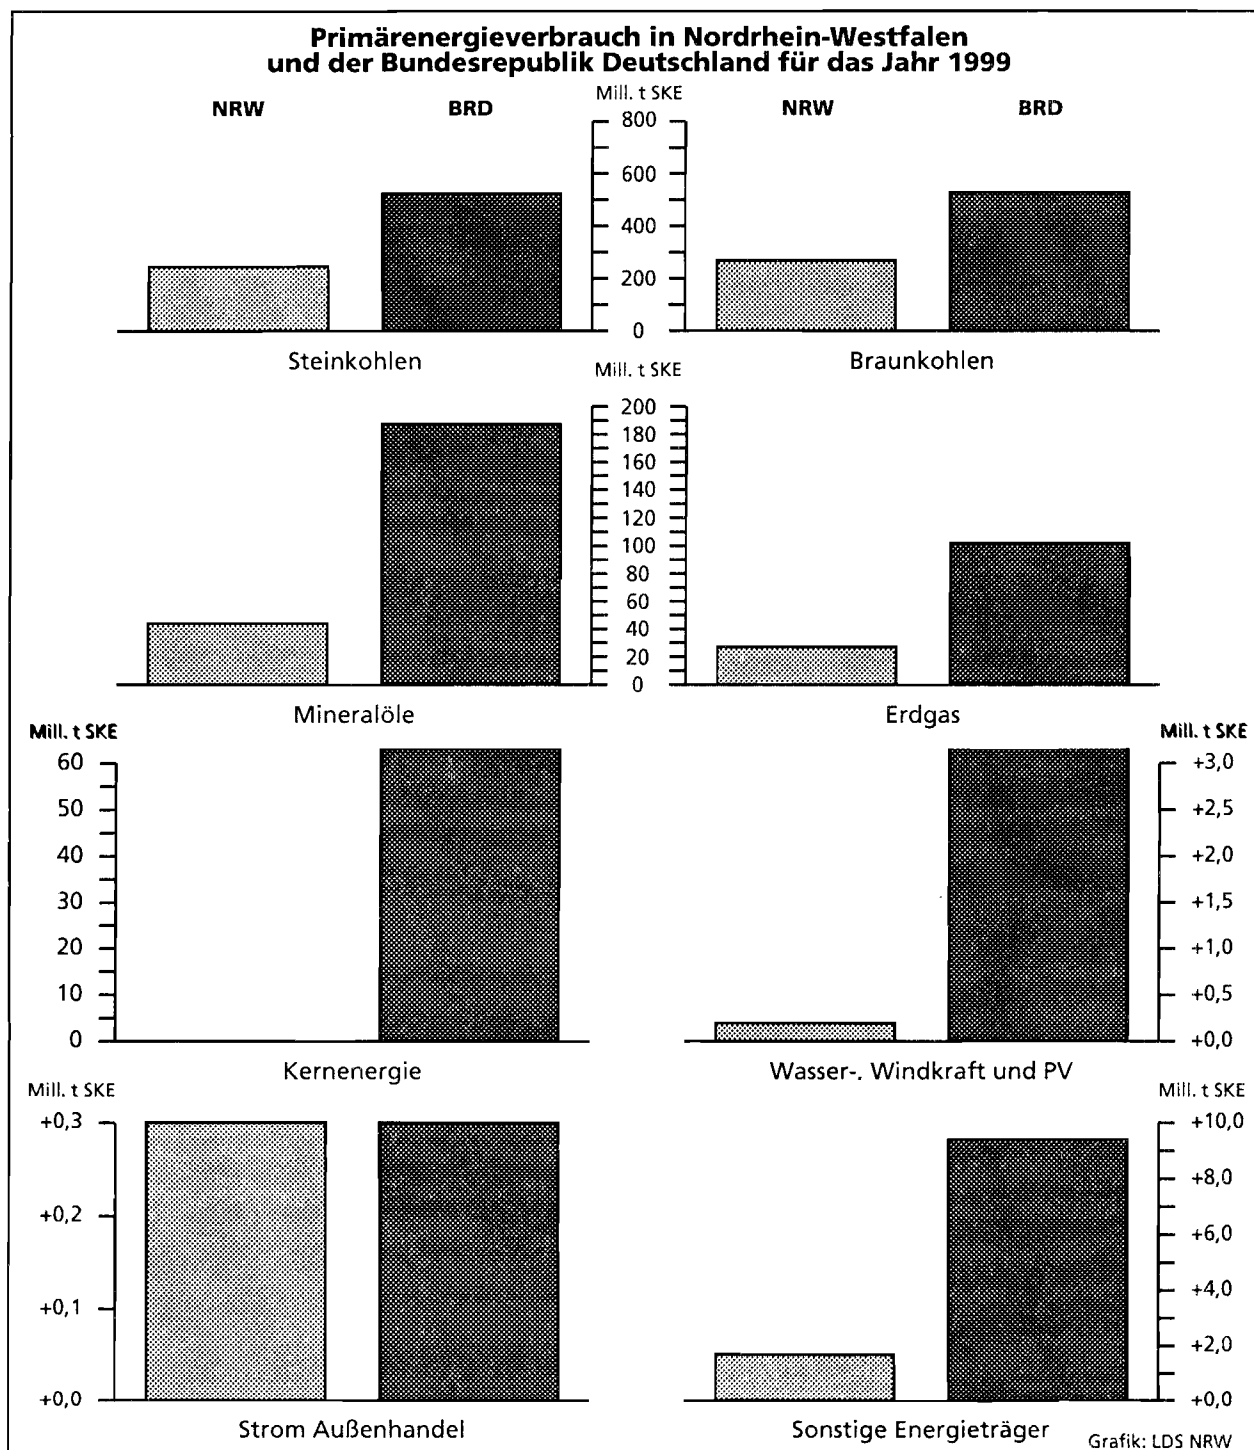 Primärenergieverbrauch in Nordrhein-Westfalen
und der Bundesrepublik Deutschland für das Jahr 1999
NRW BRD Mill. t SKE NRW BRD
800
600
400
200
0
Steinkohlen Braunkohlen
Mill. t SKE
200
180
160
140
120
100
80
60
40
20
0
Mineralöle Erdgas
Mill. t SKE
60
50
40
30
20
10
0
Kernenergie
Mill. t SKE
+3,0
+2,5
+2,0
+1,5
+1,0
+0,5
+0,0
Wasser-, Windkraft und PV
Mill. t SKE
+0,3
+0,2
+0,1
+0,0
Strom Außenhandel
Mill. t SKE
+10,0
+8,0
+6,0
+4,0
+2,0
+0,0
Sonstige Energieträger
Grafik: LDS NRW